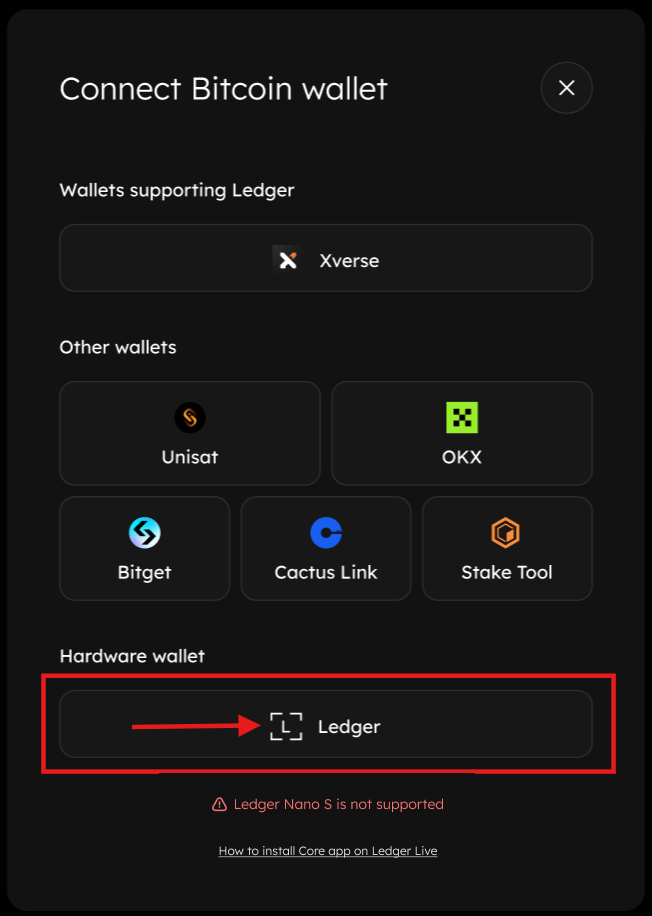 Connect Bitcoin wallet
Wallets supporting Ledger
Xverse
Other wallets
Unisat
OKX
Bitget
Cactus Link
Stake Tool
Hardware wallet
L
Ledger
Ledger Nano S is not supported
How to install Core app on Ledger Live